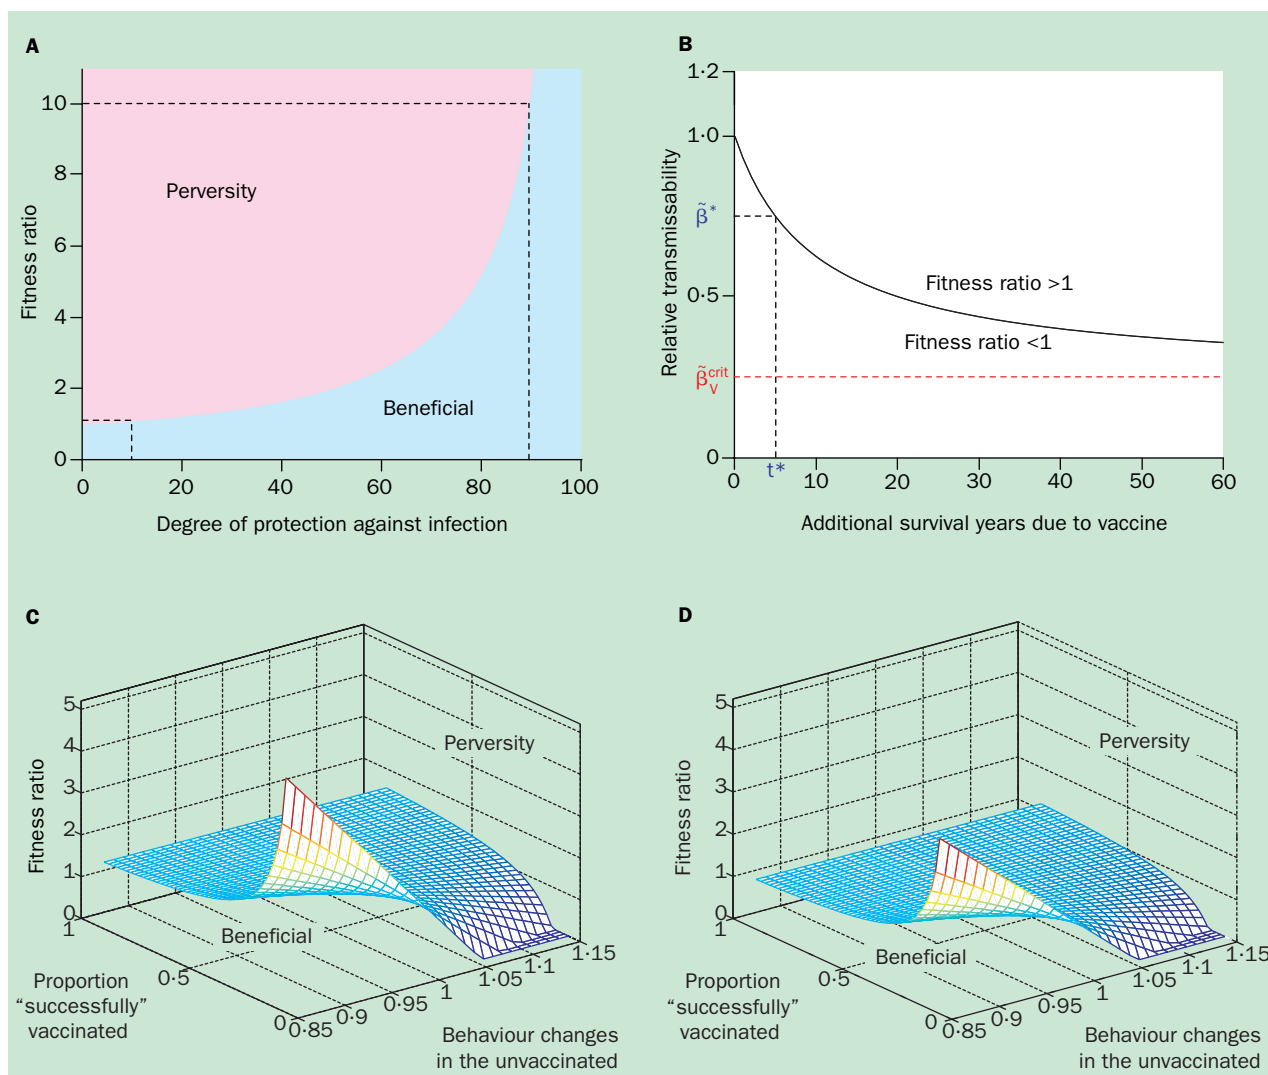 A
Fitness ratio
10
8
6
4
2
0
Perversity
Beneficial
0
20
40
60
80
100
Degree of protection against infection
B
Relative transmissability
1·2
1·0
β̃*
0·5
β̃V^crit
0
Fitness ratio >1
Fitness ratio <1
t*
0
10
20
30
40
50
60
Additional survival years due to vaccine
C
Fitness ratio
5
4
3
2
1
0
Perversity
Beneficial
1
0·5
0
Proportion
“successfully”
vaccinated
0·85
0·9
0·95
1
1·05
1·1
1·15
Behaviour changes
in the unvaccinated
D
Fitness ratio
5
4
3
2
1
0
Perversity
Beneficial
1
0·5
0
Proportion
“successfully”
vaccinated
0·85
0·9
0·95
1
1·05
1·1
1·15
Behaviour changes
in the unvaccinated